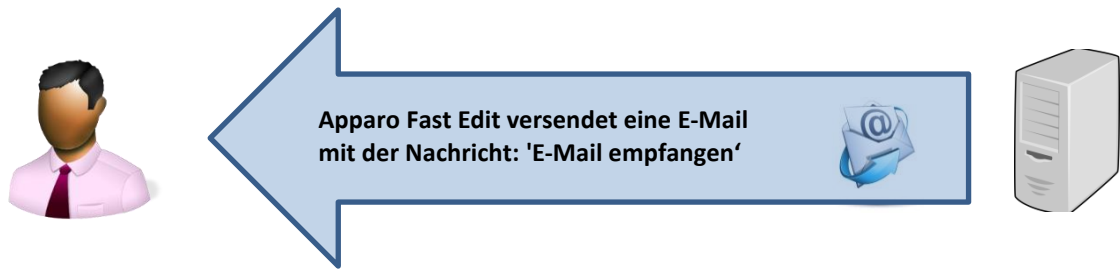 Apparo Fast Edit versendet eine E-Mail
mit der Nachricht: 'E-Mail empfangen‘
@